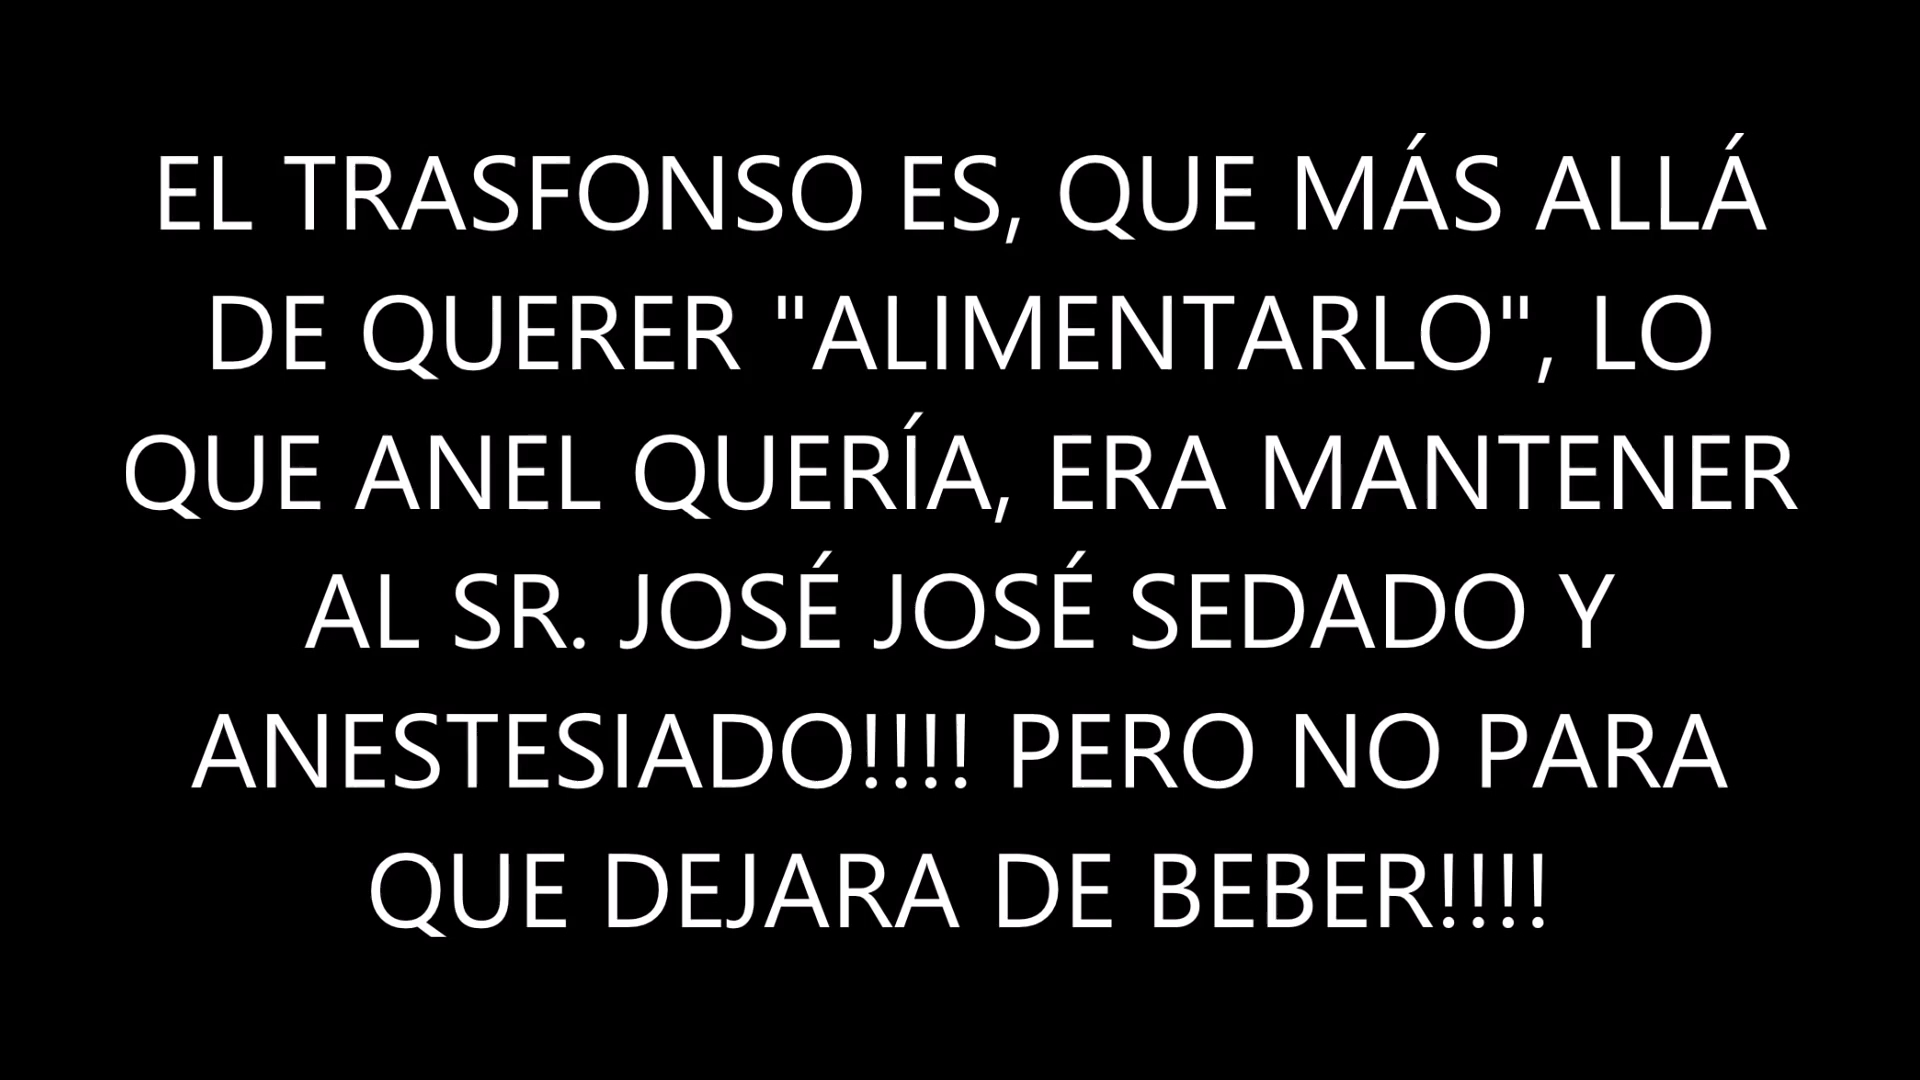 EL TRASFONSO ES, QUE MÁS ALLÁ
DE QUERER "ALIMENTARLO", LO
QUE ANEL QUERÍA, ERA MANTENER
AL SR. JOSÉ JOSÉ SEDADO Y
ANESTESIADO!!!! PERO NO PARA
QUE DEJARA DE BEBER!!!!